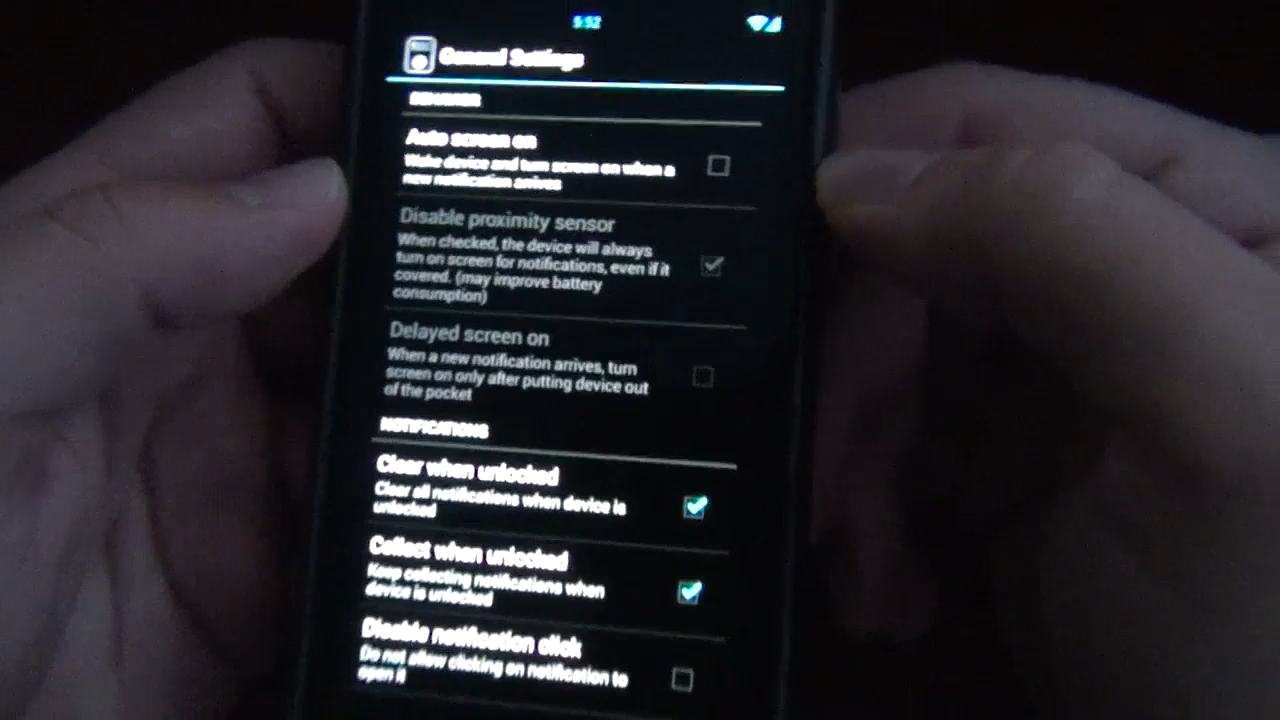 5:52
General Settings
Auto screen on
Wake device and turn screen on when a
new notification arrives
Disable proximity sensor
When checked, the device will always
turn on screen for notifications, even if it
covered. (may improve battery
consumption)
Delayed screen on
When a new notification arrives, turn
screen on only after putting device out
of the pocket
NOTIFICATIONS
Clear when unlocked
Clear all notifications when device is
unlocked
Collect when unlocked
Keep collecting notifications when
device is unlocked
Disable notification click
Do not allow clicking on notification to
open it